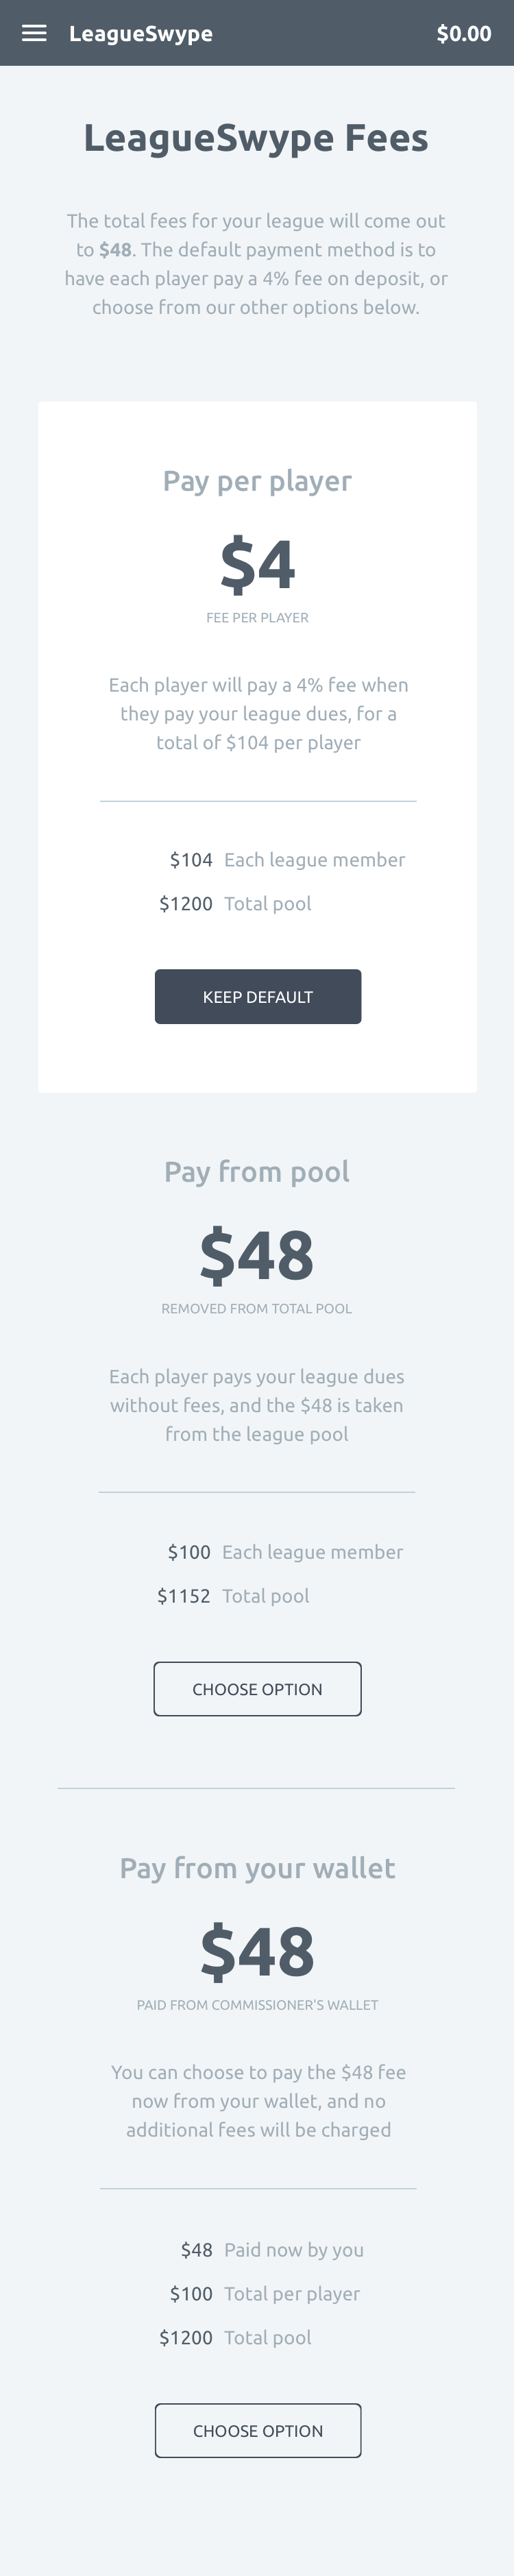 LeagueSwype $0.00
LeagueSwype Fees
The total fees for your league will come out
to $48. The default payment method is to
have each player pay a 4% fee on deposit, or
choose from our other options below.
Pay per player
$4
FEE PER PLAYER
Each player will pay a 4% fee when
they pay your league dues, for a
total of $104 per player
$104 Each league member
$1200 Total pool
KEEP DEFAULT
Pay from pool
$48
REMOVED FROM TOTAL POOL
Each player pays your league dues
without fees, and the $48 is taken
from the league pool
$100 Each league member
$1152 Total pool
CHOOSE OPTION
Pay from your wallet
$48
PAID FROM COMMISSIONER'S WALLET
You can choose to pay the $48 fee
now from your wallet, and no
additional fees will be charged
$48 Paid now by you
$100 Total per player
$1200 Total pool
CHOOSE OPTION